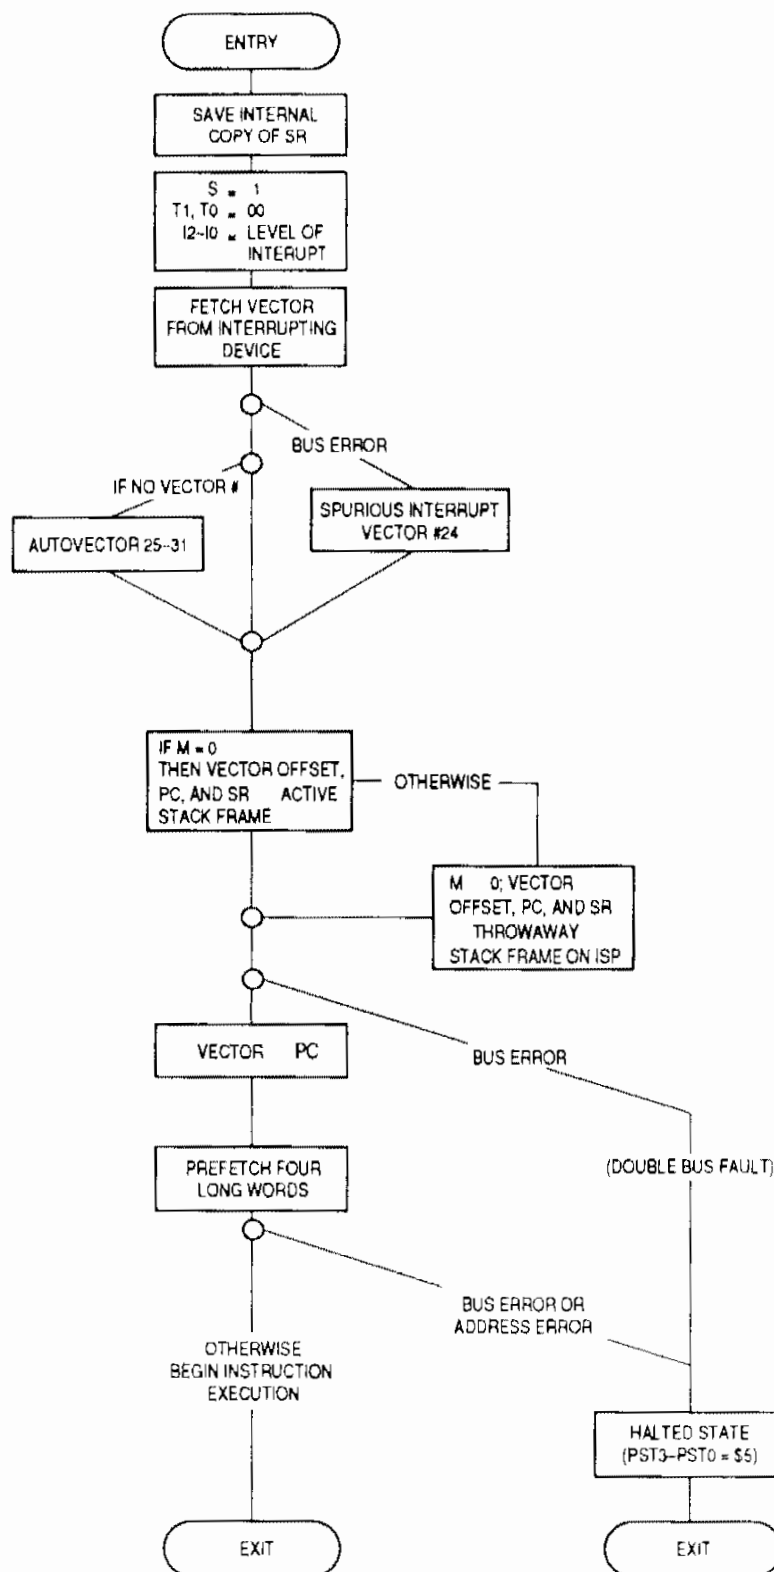 ENTRY
SAVE INTERNAL
COPY OF SR
S = 1
T1, T0 = 00
I2–I0 = LEVEL OF
INTERUPT
FETCH VECTOR
FROM INTERRUPTING
DEVICE
BUS ERROR
IF NO VECTOR #
SPURIOUS INTERRUPT
VECTOR #24
AUTOVECTOR 25–31
IF M = 0
THEN VECTOR OFFSET,
PC, AND SR ACTIVE
STACK FRAME
OTHERWISE
M 0; VECTOR
OFFSET, PC, AND SR
THROWAWAY
STACK FRAME ON ISP
VECTOR PC
BUS ERROR
PREFETCH FOUR
LONG WORDS
(DOUBLE BUS FAULT)
BUS ERROR OR
ADDRESS ERROR
OTHERWISE
BEGIN INSTRUCTION
EXECUTION
HALTED STATE
(PST3–PST0 = $5)
EXIT
EXIT